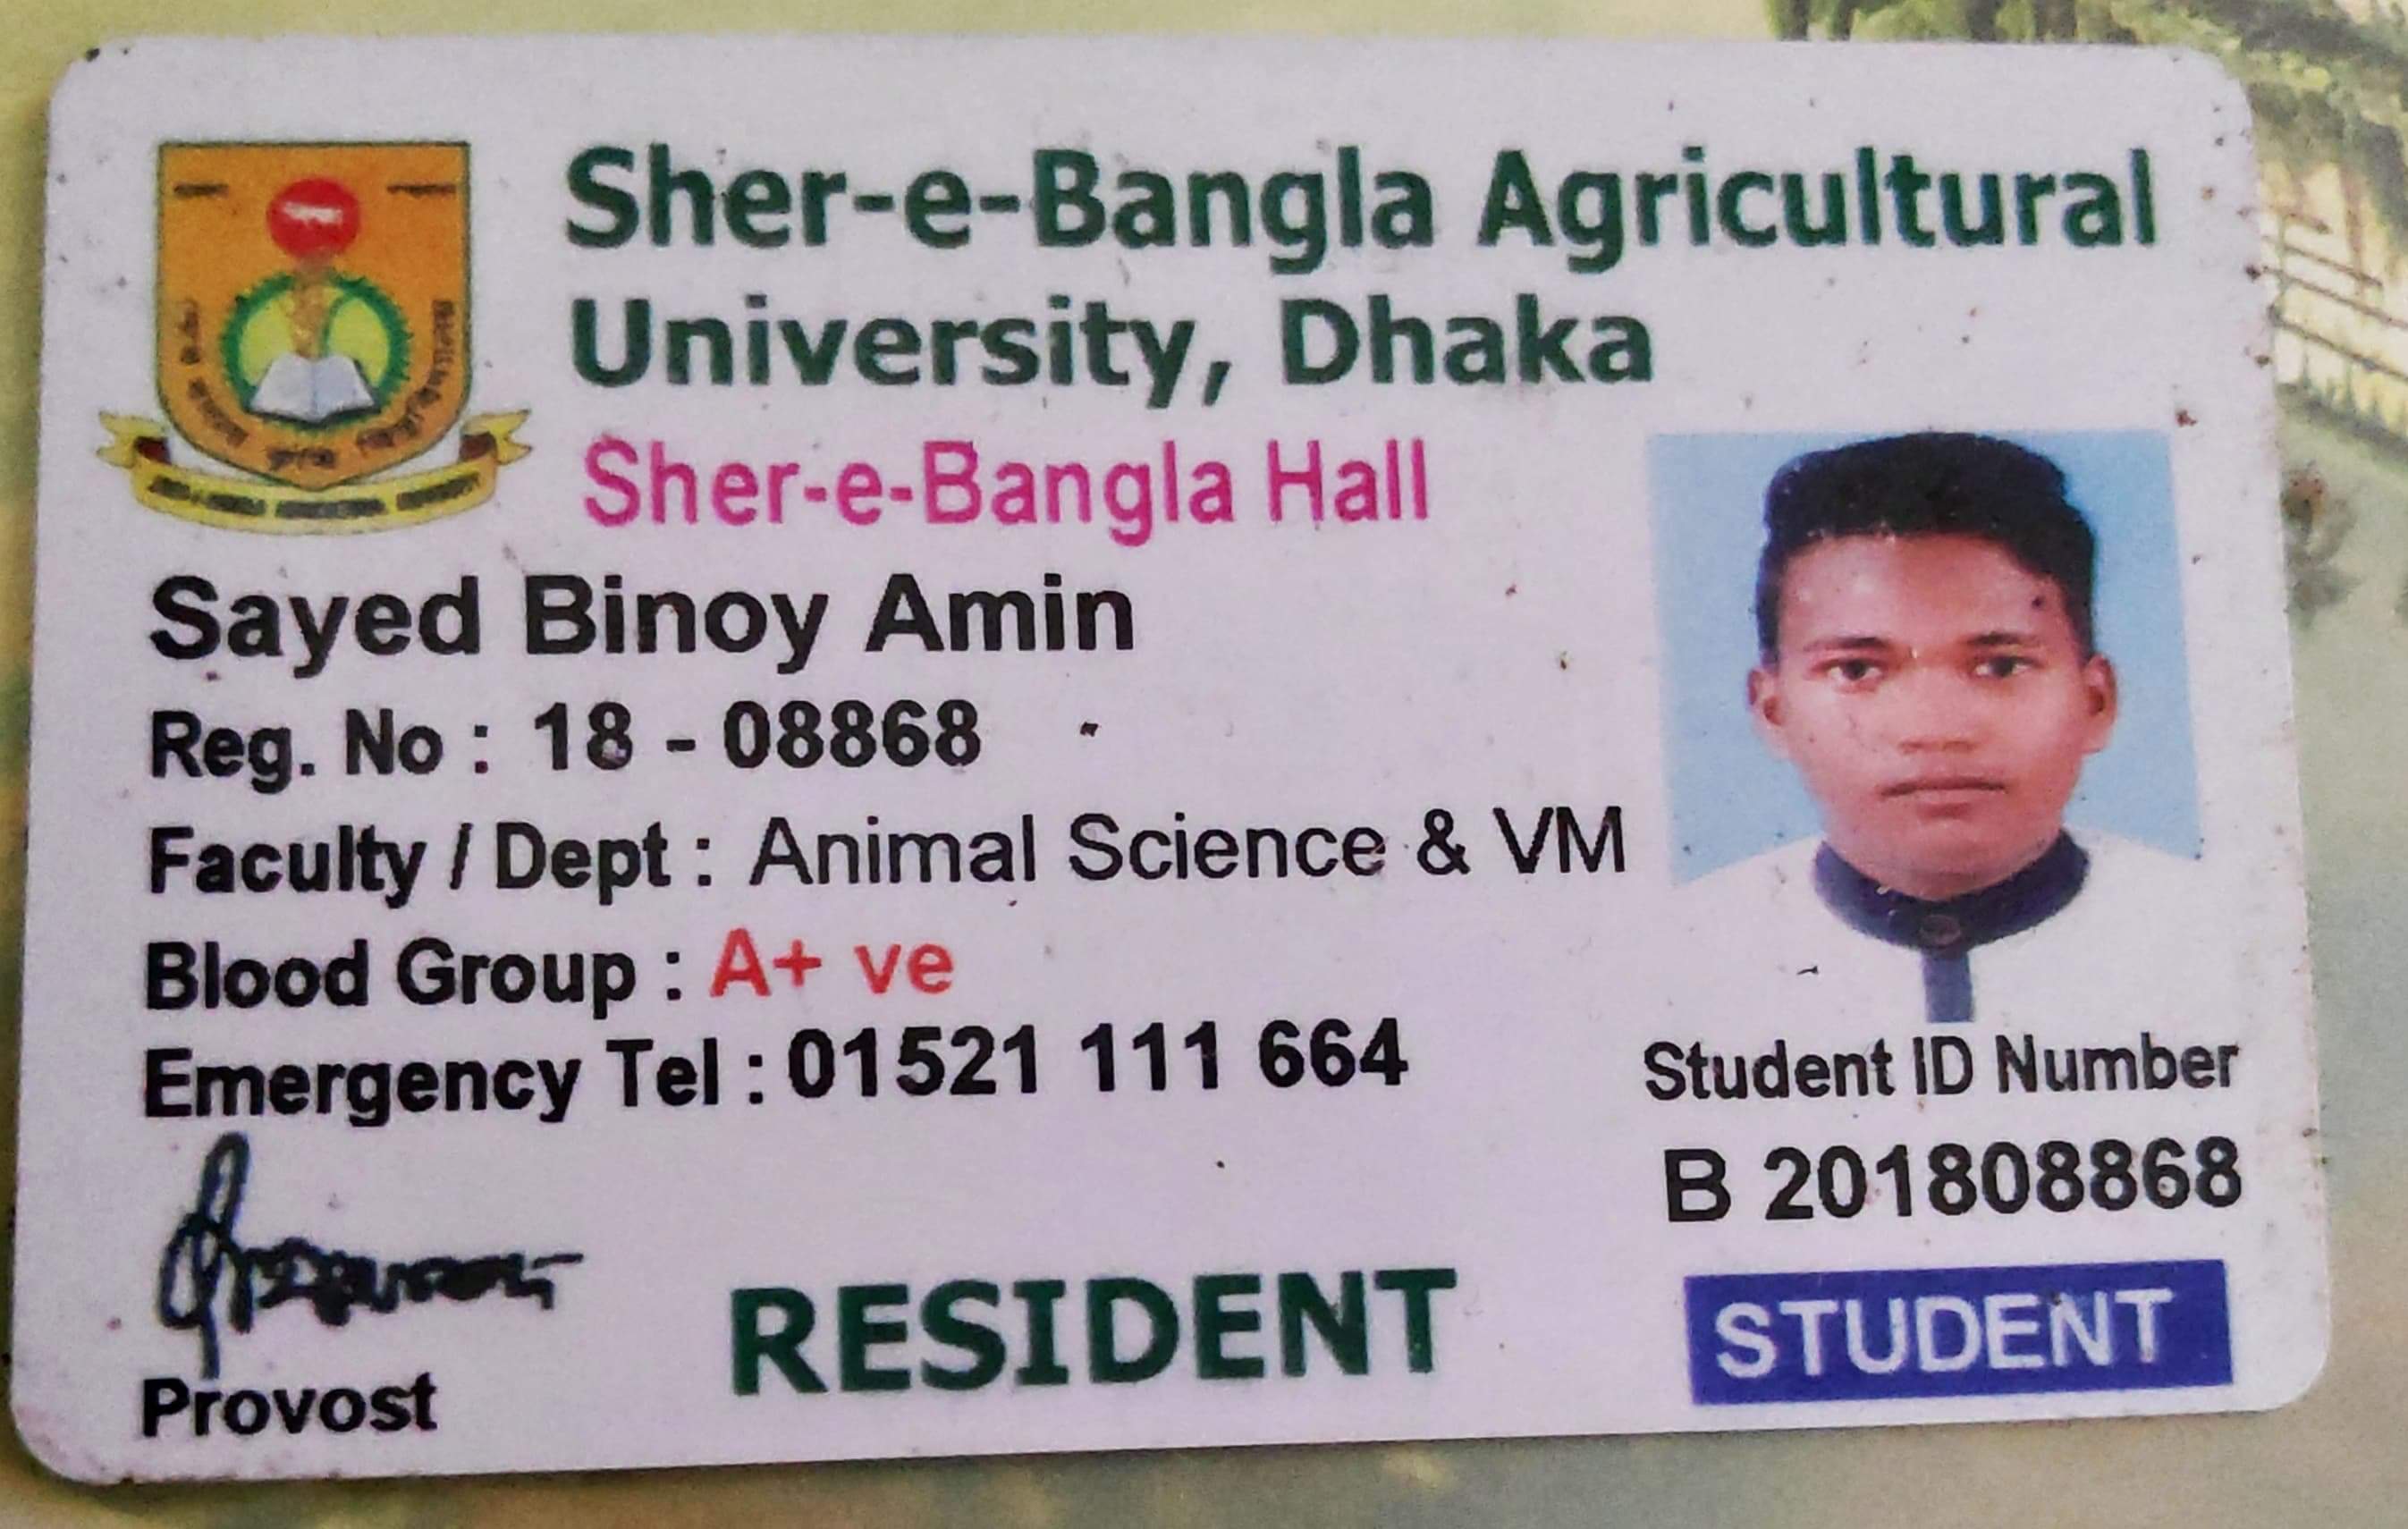 Sher-e-Bangla Agricultural
University, Dhaka
Sher-e-Bangla Hall
Sayed Binoy Amin
Reg. No : 18 - 08868
Faculty / Dept : Animal Science & VM
Blood Group : A+ ve
Emergency Tel : 01521 111 664
Student ID Number
B 201808868
Provost
RESIDENT
STUDENT